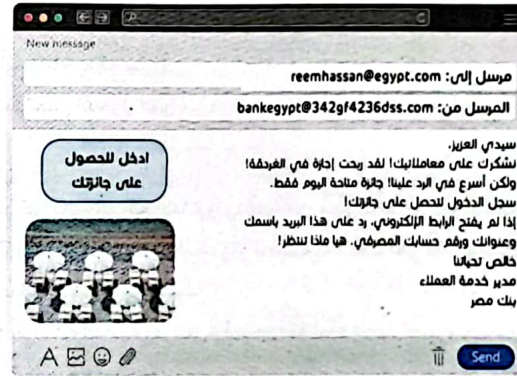 New message
مرسل إلى: reemhassan@egypt.com
المرسل من: bankegypt@342gf4236dss.com
سيدي العزيز.
نشكرك على معاملاتيك! لقد ربحت إجازة في الغردقة!
ولكن أسرع في الرد علينا! جائزة متاحة اليوم فقط.
سجل الدخول لتحصل على جائزتك!
إذا لم يفتح الرابط الإلكتروني. رد على هذا البريد باسمك
وعنوانك ورقم حسابك المصرفي. هيا ماذا تنتظر!
خالص تحياتنا
مدير خدمة العملاء
بنك مصر
ادخل للحصول
على جائزتك
Send